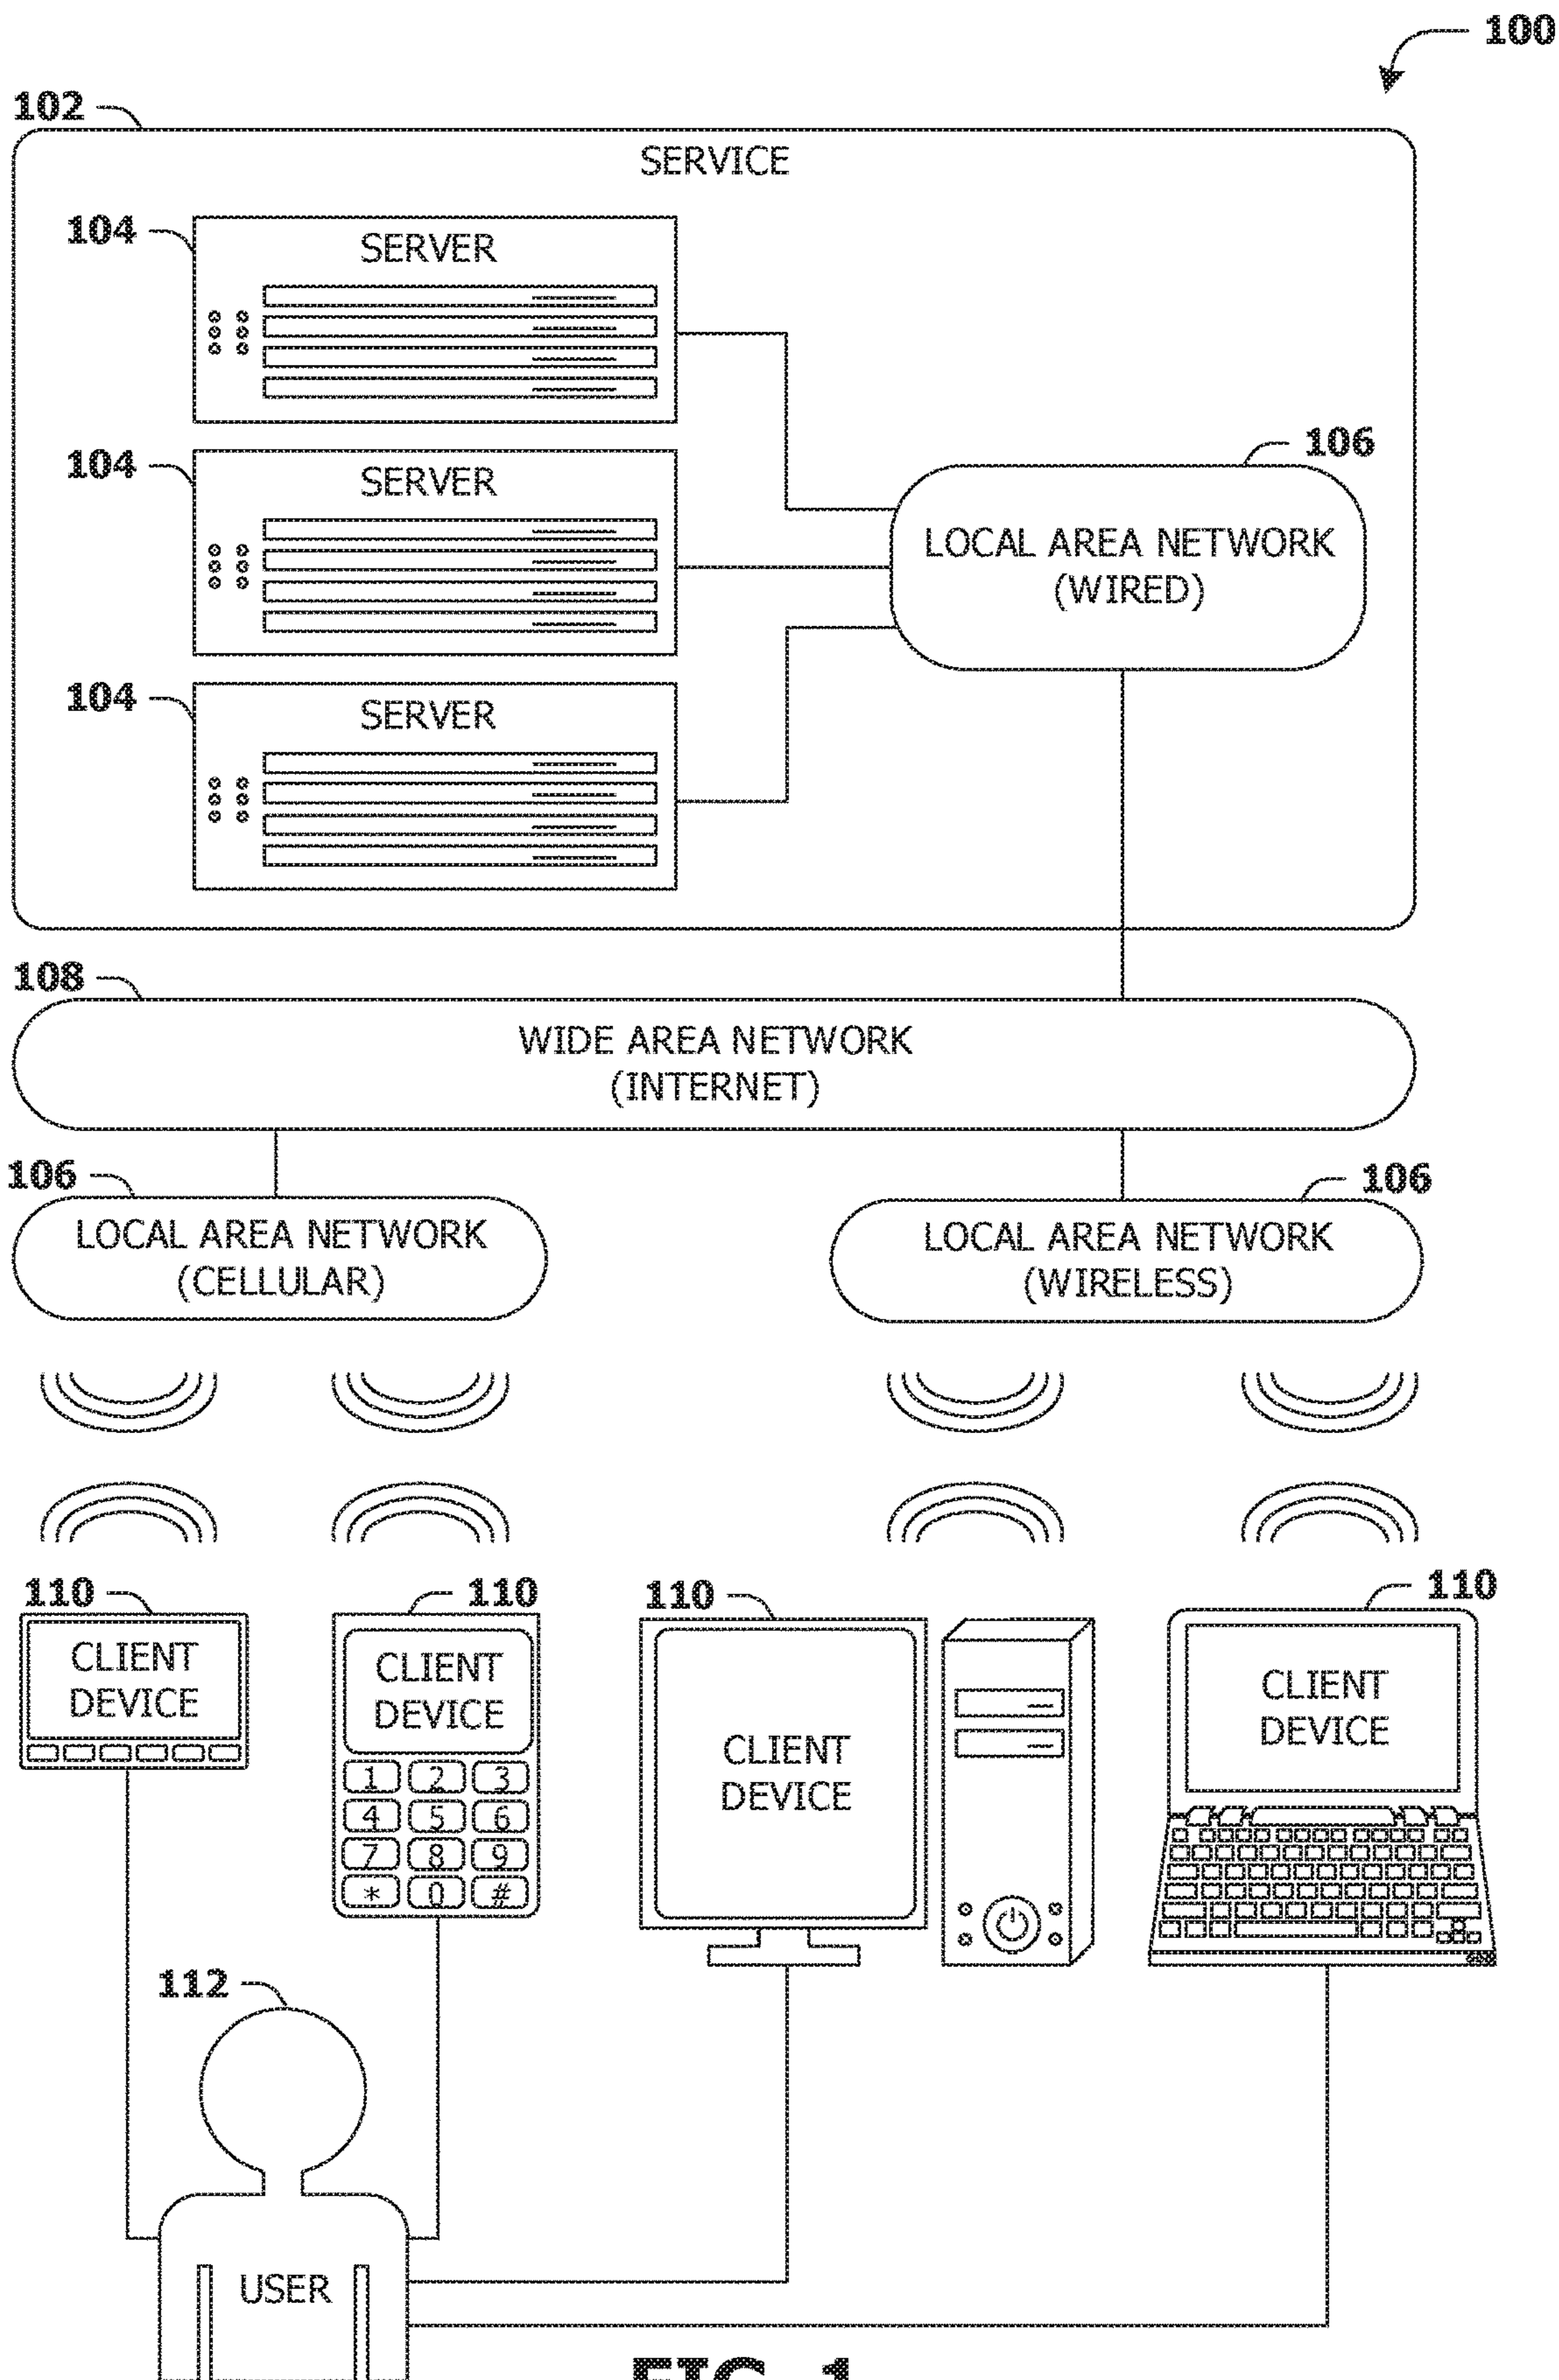 100
102
SERVICE
104
SERVER
104
SERVER
106
LOCAL AREA NETWORK
(WIRED)
104
SERVER
108
WIDE AREA NETWORK
(INTERNET)
106
LOCAL AREA NETWORK
(CELLULAR)
106
LOCAL AREA NETWORK
(WIRELESS)
110
CLIENT
DEVICE
110
CLIENT
DEVICE
1 2 3
4 5 6
7 8 9
* 0 #
110
CLIENT
DEVICE
110
CLIENT
DEVICE
112
USER
FIG. 1